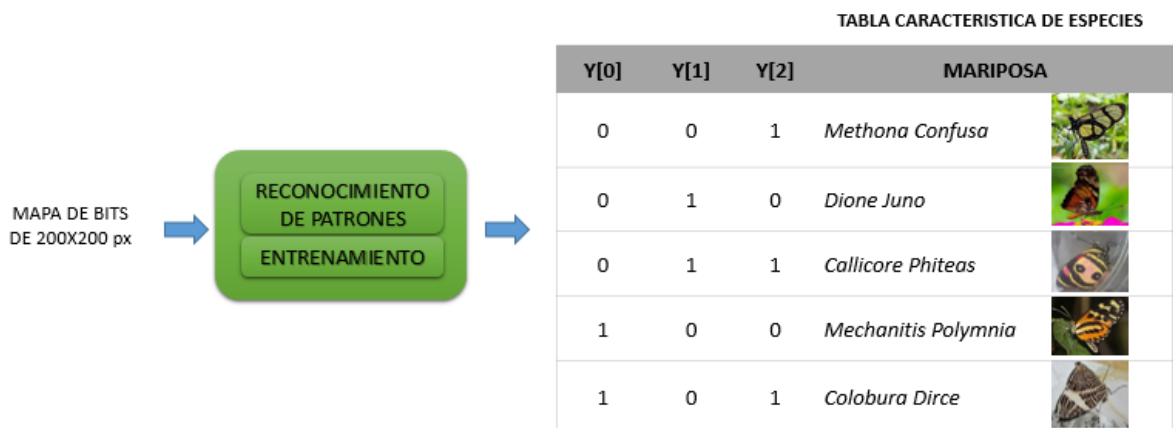 TABLA CARACTERISTICA DE ESPECIES
Y[0] Y[1] Y[2] MARIPOSA
0 0 1 Methona Confusa
0 1 0 Dione Juno
0 1 1 Callicore Phiteas
1 0 0 Mechanitis Polymnia
1 0 1 Colobura Dirce
MAPA DE BITS
DE 200X200 px
RECONOCIMIENTO
DE PATRONES
ENTRENAMIENTO